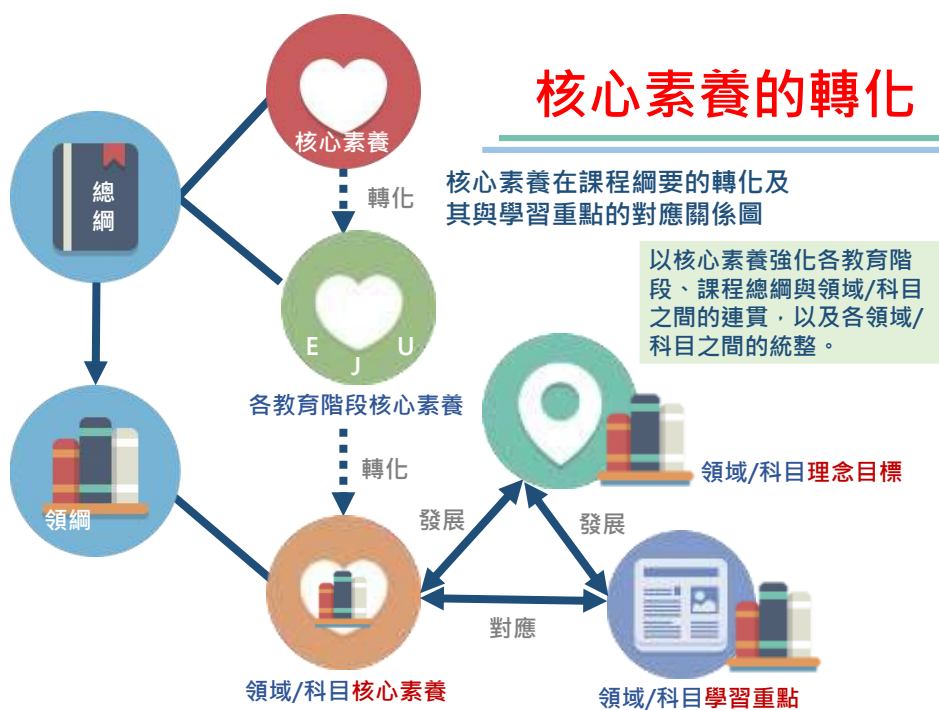 核心素養的轉化
核心素養
總
綱
轉化
核心素養在課程綱要的轉化及
其與學習重點的對應關係圖
以核心素養強化各教育階
段、課程總綱與領域/科目
之間的連貫，以及各領域/
科目之間的統整。
E
J
U
各教育階段核心素養
轉化
領綱
領域/科目理念目標
發展
發展
對應
領域/科目核心素養
領域/科目學習重點